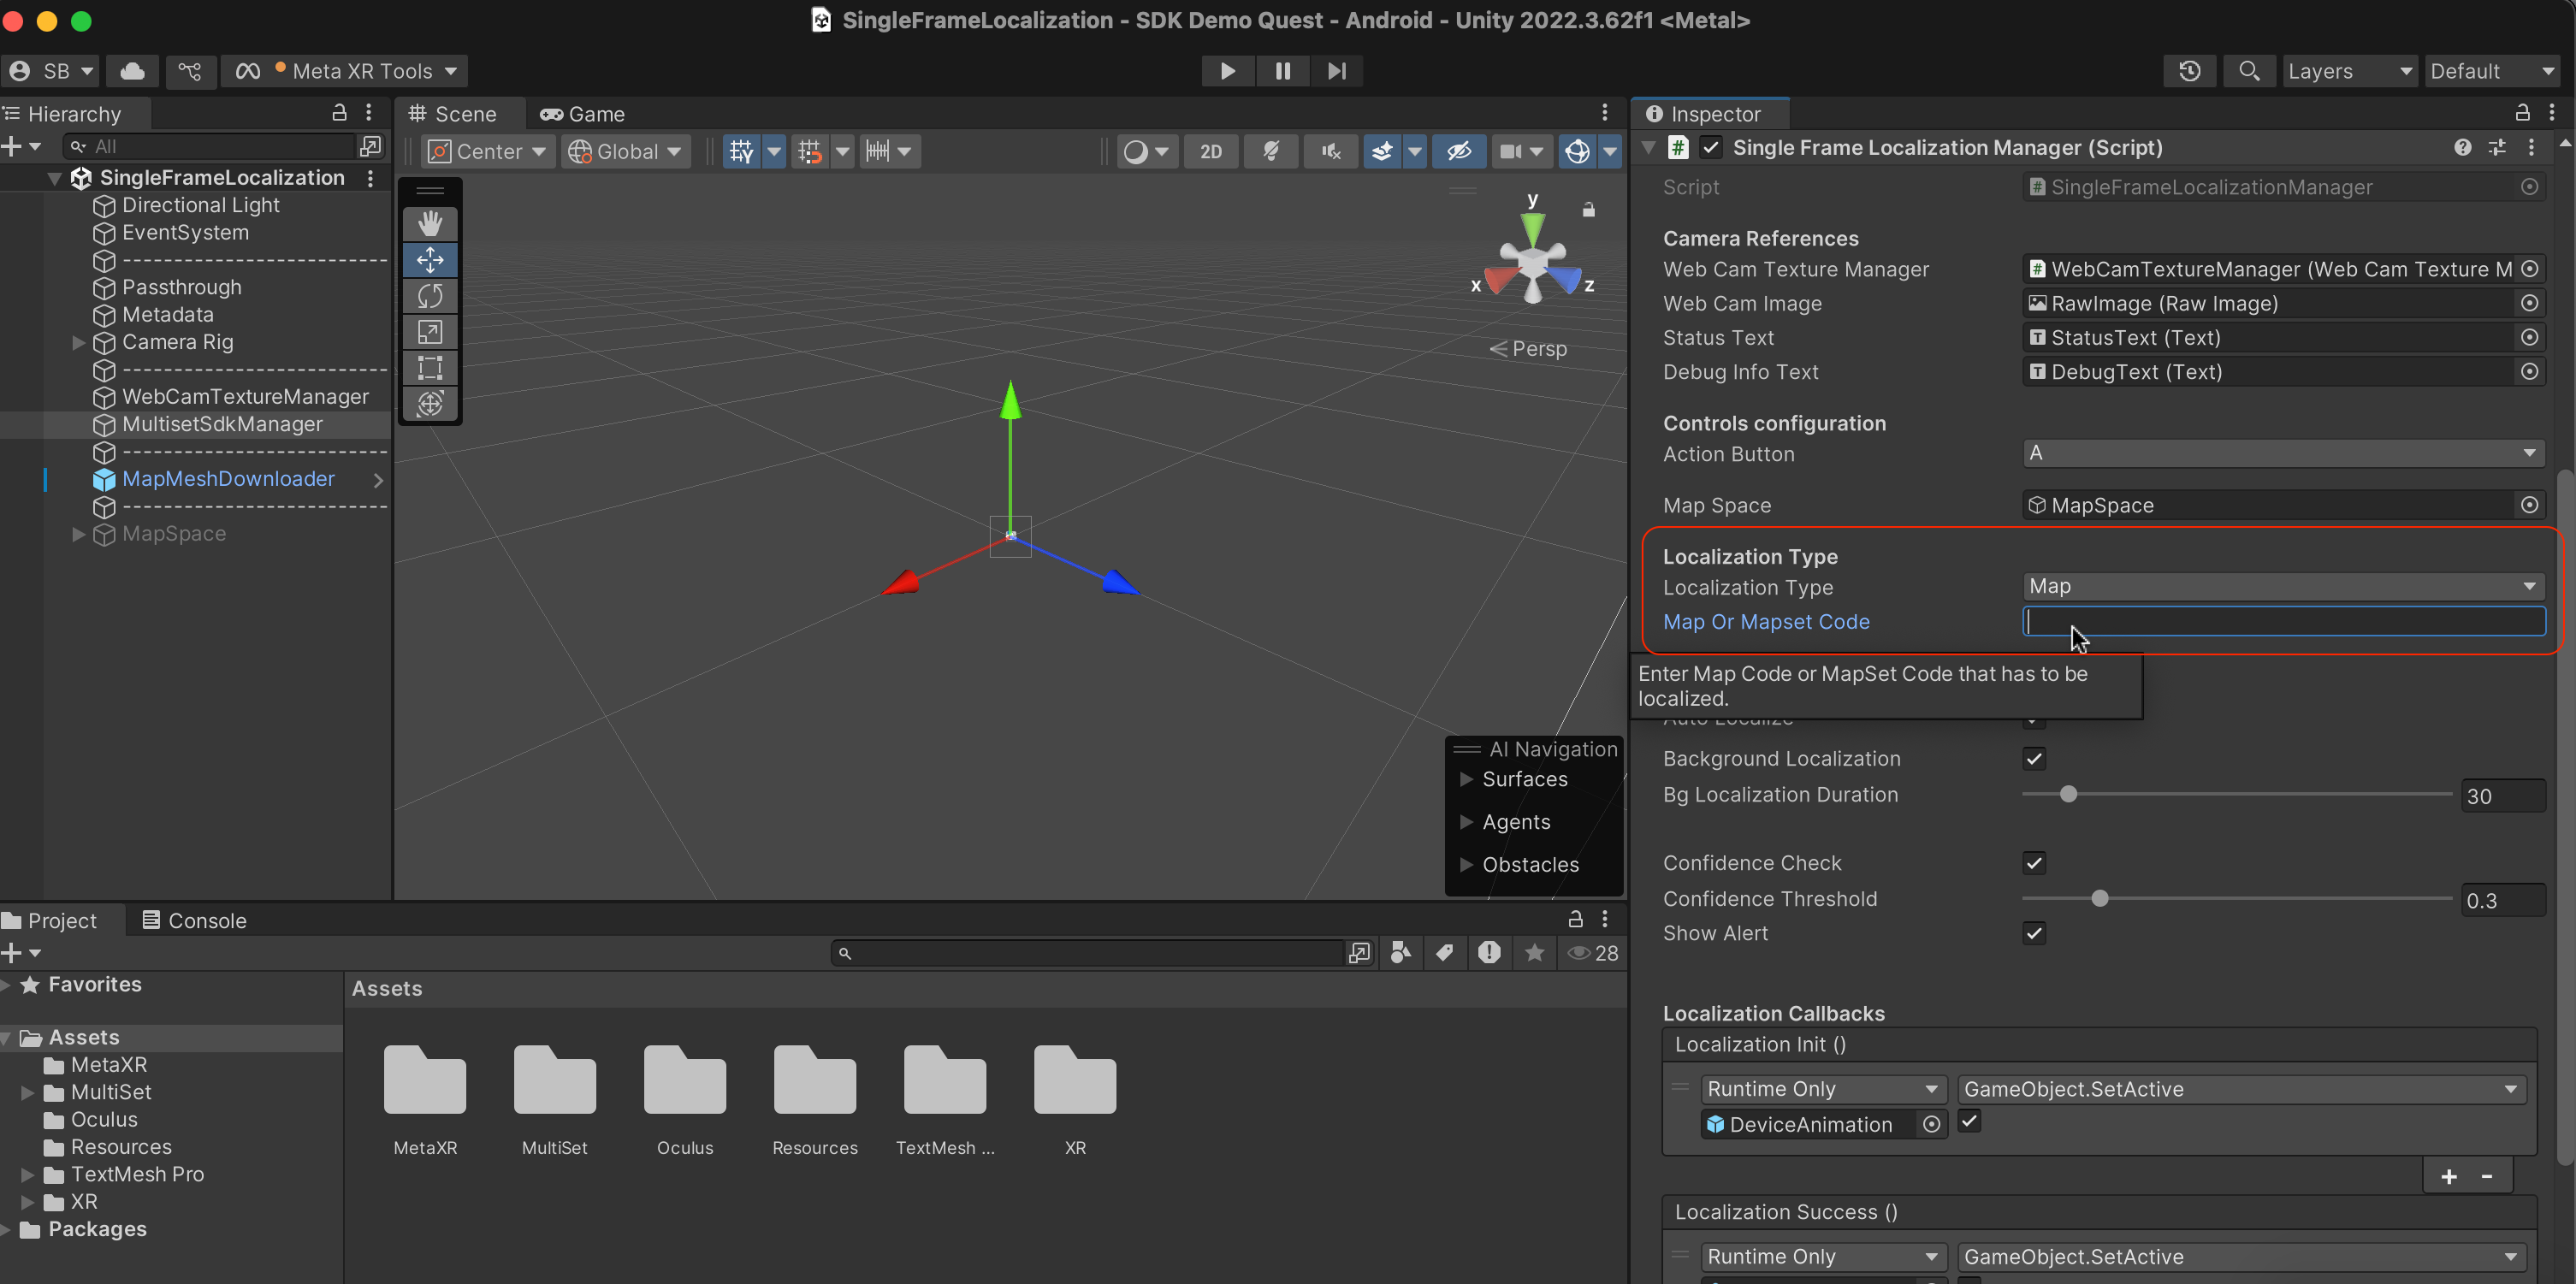 SingleFrameLocalization - SDK Demo Quest - Android - Unity 2022.3.62f1 <Metal>
SB
Meta XR Tools
Layers
Default
Hierarchy
All
SingleFrameLocalization
Directional Light
EventSystem
--------------------------
Passthrough
Metadata
Camera Rig
--------------------------
WebCamTextureManager
MultisetSdkManager
--------------------------
MapMeshDownloader
--------------------------
MapSpace
Scene
Game
Center
Global
2D
y
x
z
Persp
AI Navigation
Surfaces
Agents
Obstacles
Inspector
Single Frame Localization Manager (Script)
Script
SingleFrameLocalizationManager
Camera References
Web Cam Texture Manager
WebCamTextureManager (Web Cam Texture M
Web Cam Image
RawImage (Raw Image)
Status Text
StatusText (Text)
Debug Info Text
DebugText (Text)
Controls configuration
Action Button
A
Map Space
MapSpace
Localization Type
Localization Type
Map
Map Or Mapset Code
Enter Map Code or MapSet Code that has to be
localized.
Auto Localize
Background Localization
Bg Localization Duration
30
Confidence Check
Confidence Threshold
0.3
Show Alert
Localization Callbacks
Localization Init ()
Runtime Only
GameObject.SetActive
DeviceAnimation
+ -
Localization Success ()
Runtime Only
GameObject.SetActive
Project
Console
28
Favorites
Assets
MetaXR
MultiSet
Oculus
Resources
TextMesh Pro
XR
Packages
Assets
MetaXR
MultiSet
Oculus
Resources
TextMesh ...
XR